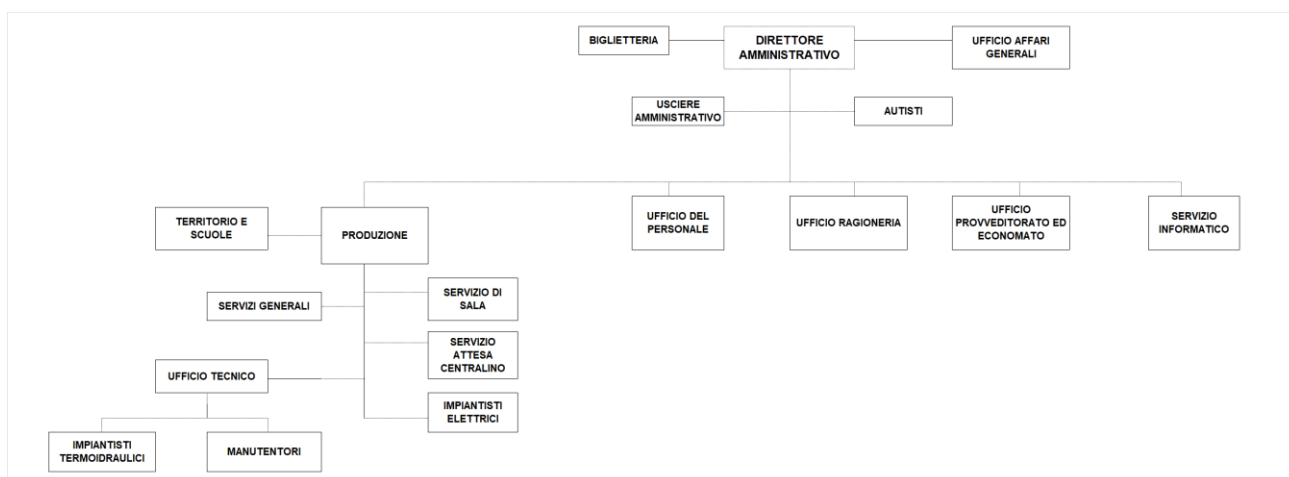 BIGLIETTERIA
DIRETTORE
AMMINISTRATIVO
UFFICIO AFFARI
GENERALI
USCIERE
AMMINISTRATIVO
AUTISTI
TERRITORIO E
SCUOLE
PRODUZIONE
UFFICIO DEL
PERSONALE
UFFICIO RAGIONERIA
UFFICIO
PROVVEDITORATO ED
ECONOMATO
SERVIZIO
INFORMATICO
SERVIZI GENERALI
SERVIZIO DI
SALA
SERVIZIO
ATTESA
CENTRALINO
UFFICIO TECNICO
IMPIANTISTI
ELETTRICI
IMPIANTISTI
TERMOIDRAULICI
MANUTENTORI